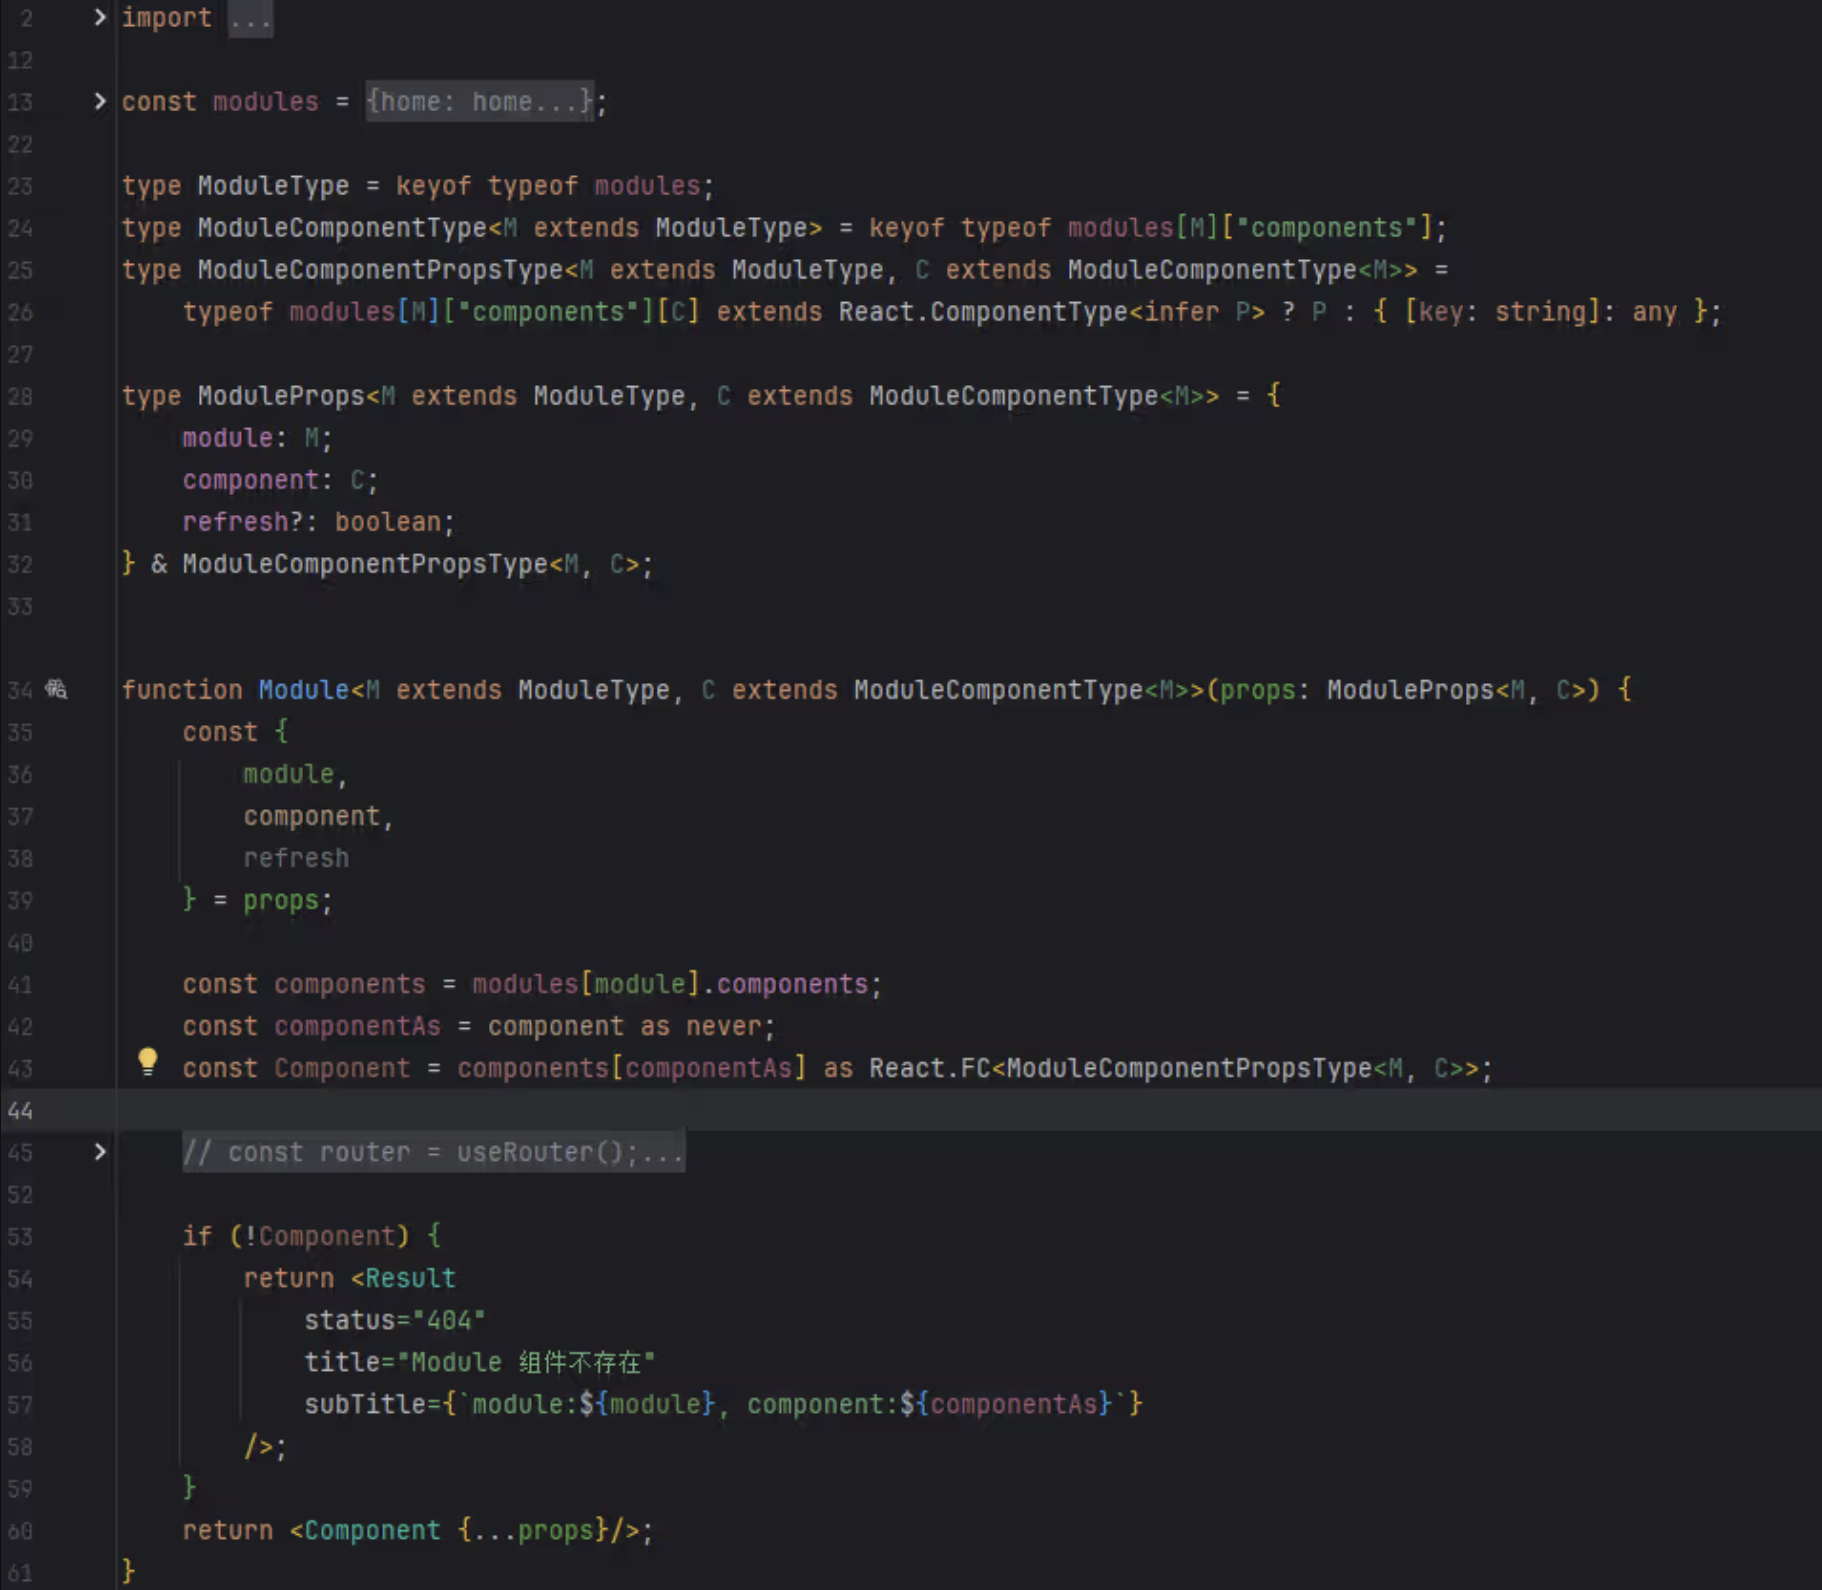 2 import ...
12
13 const modules = {home: home...};
22
23 type ModuleType = keyof typeof modules;
24 type ModuleComponentType<M extends ModuleType> = keyof typeof modules[M]["components"];
25 type ModuleComponentPropsType<M extends ModuleType, C extends ModuleComponentType<M>> =
26 typeof modules[M]["components"][C] extends React.ComponentType<infer P> ? P : { [key: string]: any };
27
28 type ModuleProps<M extends ModuleType, C extends ModuleComponentType<M>> = {
29 module: M;
30 component: C;
31 refresh?: boolean;
32 } & ModuleComponentPropsType<M, C>;
33
34 function Module<M extends ModuleType, C extends ModuleComponentType<M>>(props: ModuleProps<M, C>) {
35 const {
36 module,
37 component,
38 refresh
39 } = props;
40
41 const components = modules[module].components;
42 const componentAs = component as never;
43 const Component = components[componentAs] as React.FC<ModuleComponentPropsType<M, C>>;
44
45 // const router = useRouter();...
52
53 if (!Component) {
54 return <Result
55 status="404"
56 title="Module 组件不存在"
57 subTitle={`module:${module}, component:${componentAs}`}
58 />;
59 }
60 return <Component {...props}/>;
61 }